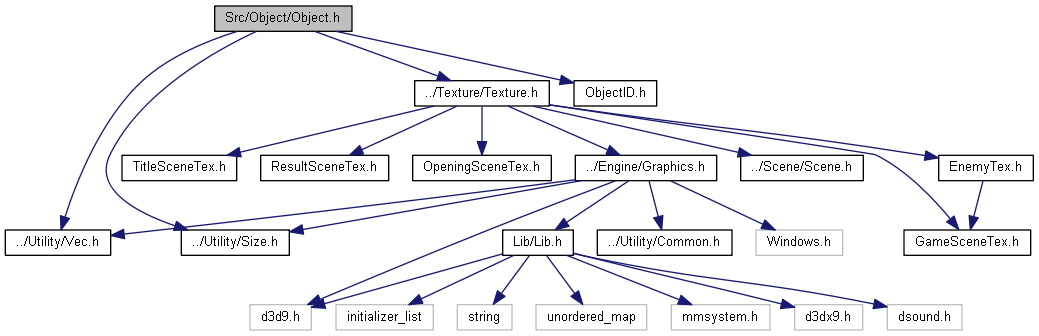 Src/Object/Object.h
../Texture/Texture.h
ObjectID.h
TitleSceneTex.h
ResultSceneTex.h
OpeningSceneTex.h
../Engine/Graphics.h
../Scene/Scene.h
EnemyTex.h
../Utility/Vec.h
../Utility/Size.h
Lib/Lib.h
../Utility/Common.h
Windows.h
GameSceneTex.h
d3d9.h
initializer_list
string
unordered_map
mmsystem.h
d3dx9.h
dsound.h